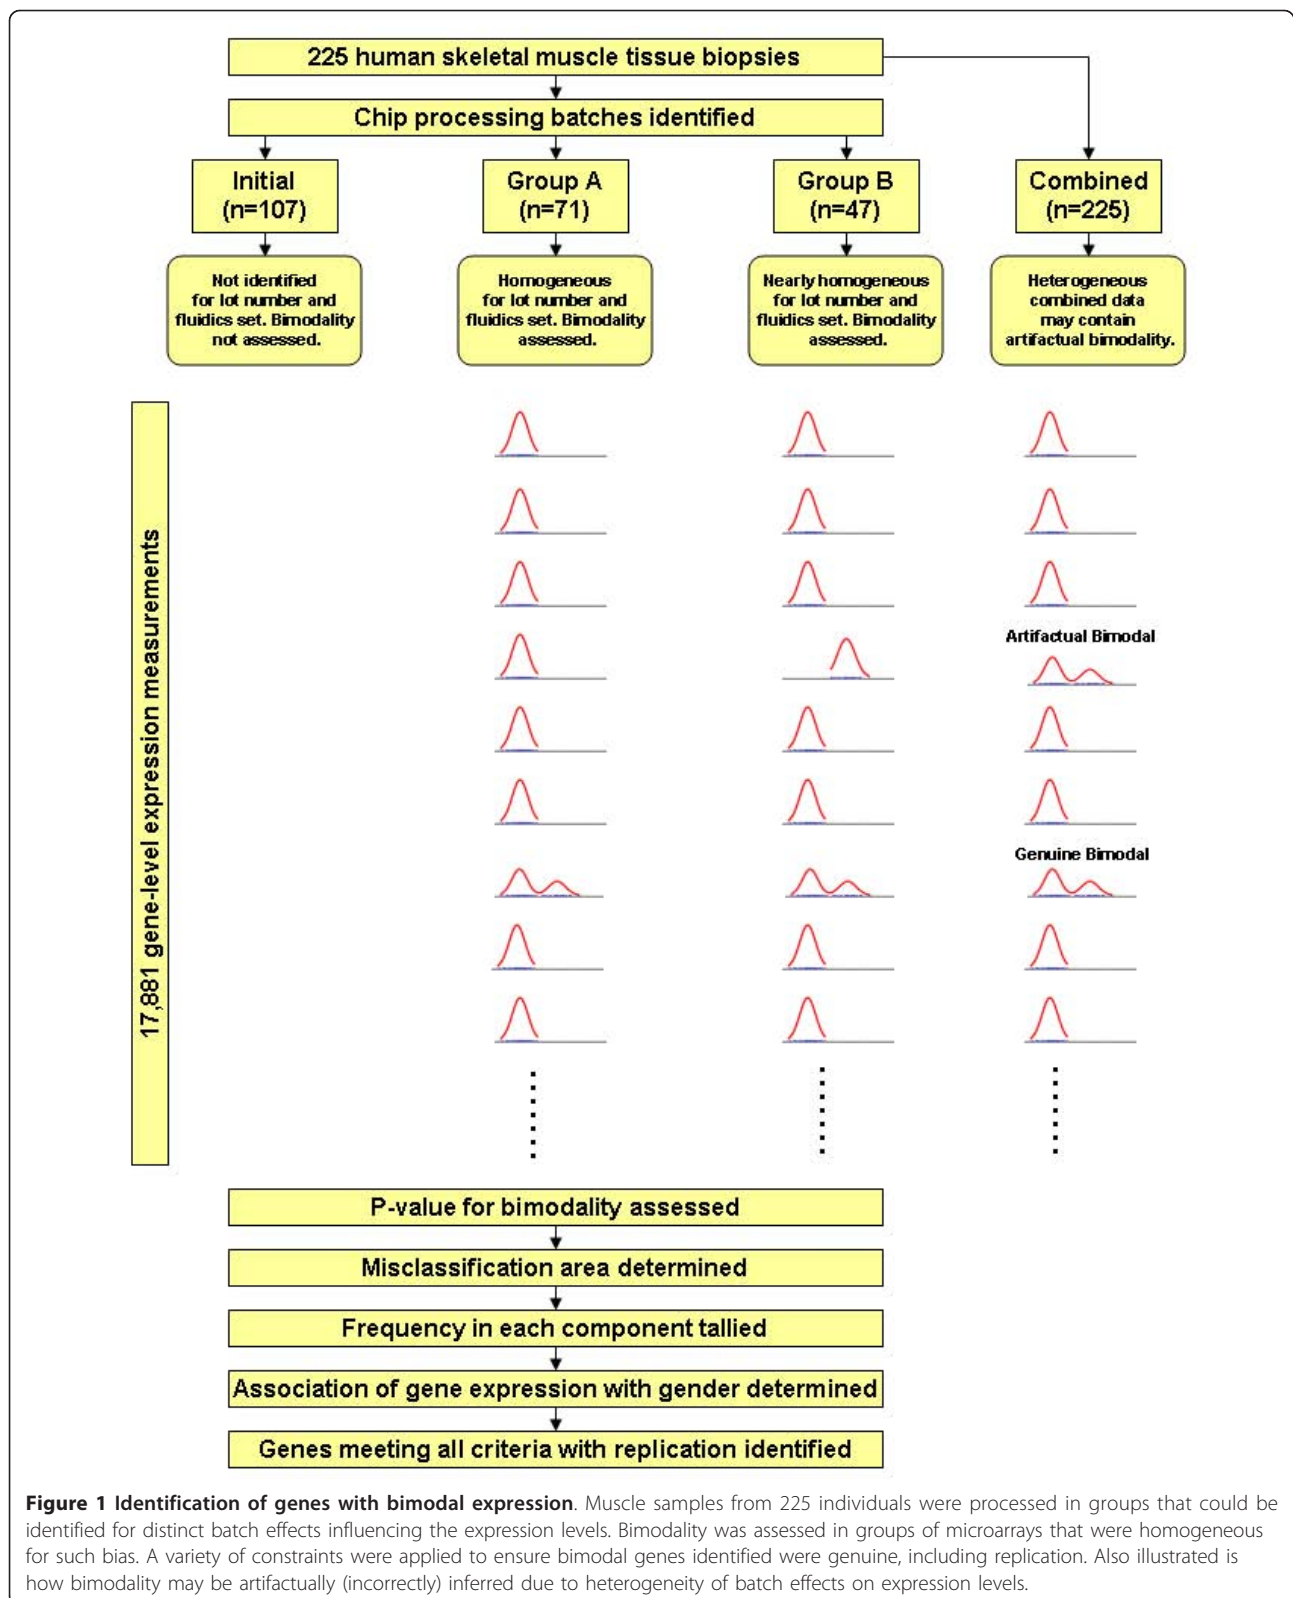 225 human skeletal muscle tissue biopsies
Chip processing batches identified
Initial
(n=107)
Group A
(n=71)
Group B
(n=47)
Combined
(n=225)
Not identified
for lot number and
fluidics set. Bimodality
not assessed.
Homogeneous
for lot number and
fluidics set. Bimodality
assessed.
Nearly homogeneous
for lot number and
fluidics set. Bimodality
assessed.
Heterogeneous
combined data
may contain
artifactual bimodality.
17,881 gene-level expression measurements
Artifactual Bimodal
Genuine Bimodal
P-value for bimodality assessed
Misclassification area determined
Frequency in each component tallied
Association of gene expression with gender determined
Genes meeting all criteria with replication identified
Figure 1 Identification of genes with bimodal expression. Muscle samples from 225 individuals were processed in groups that could be
identified for distinct batch effects influencing the expression levels. Bimodality was assessed in groups of microarrays that were homogeneous
for such bias. A variety of constraints were applied to ensure bimodal genes identified were genuine, including replication. Also illustrated is
how bimodality may be artifactually (incorrectly) inferred due to heterogeneity of batch effects on expression levels.